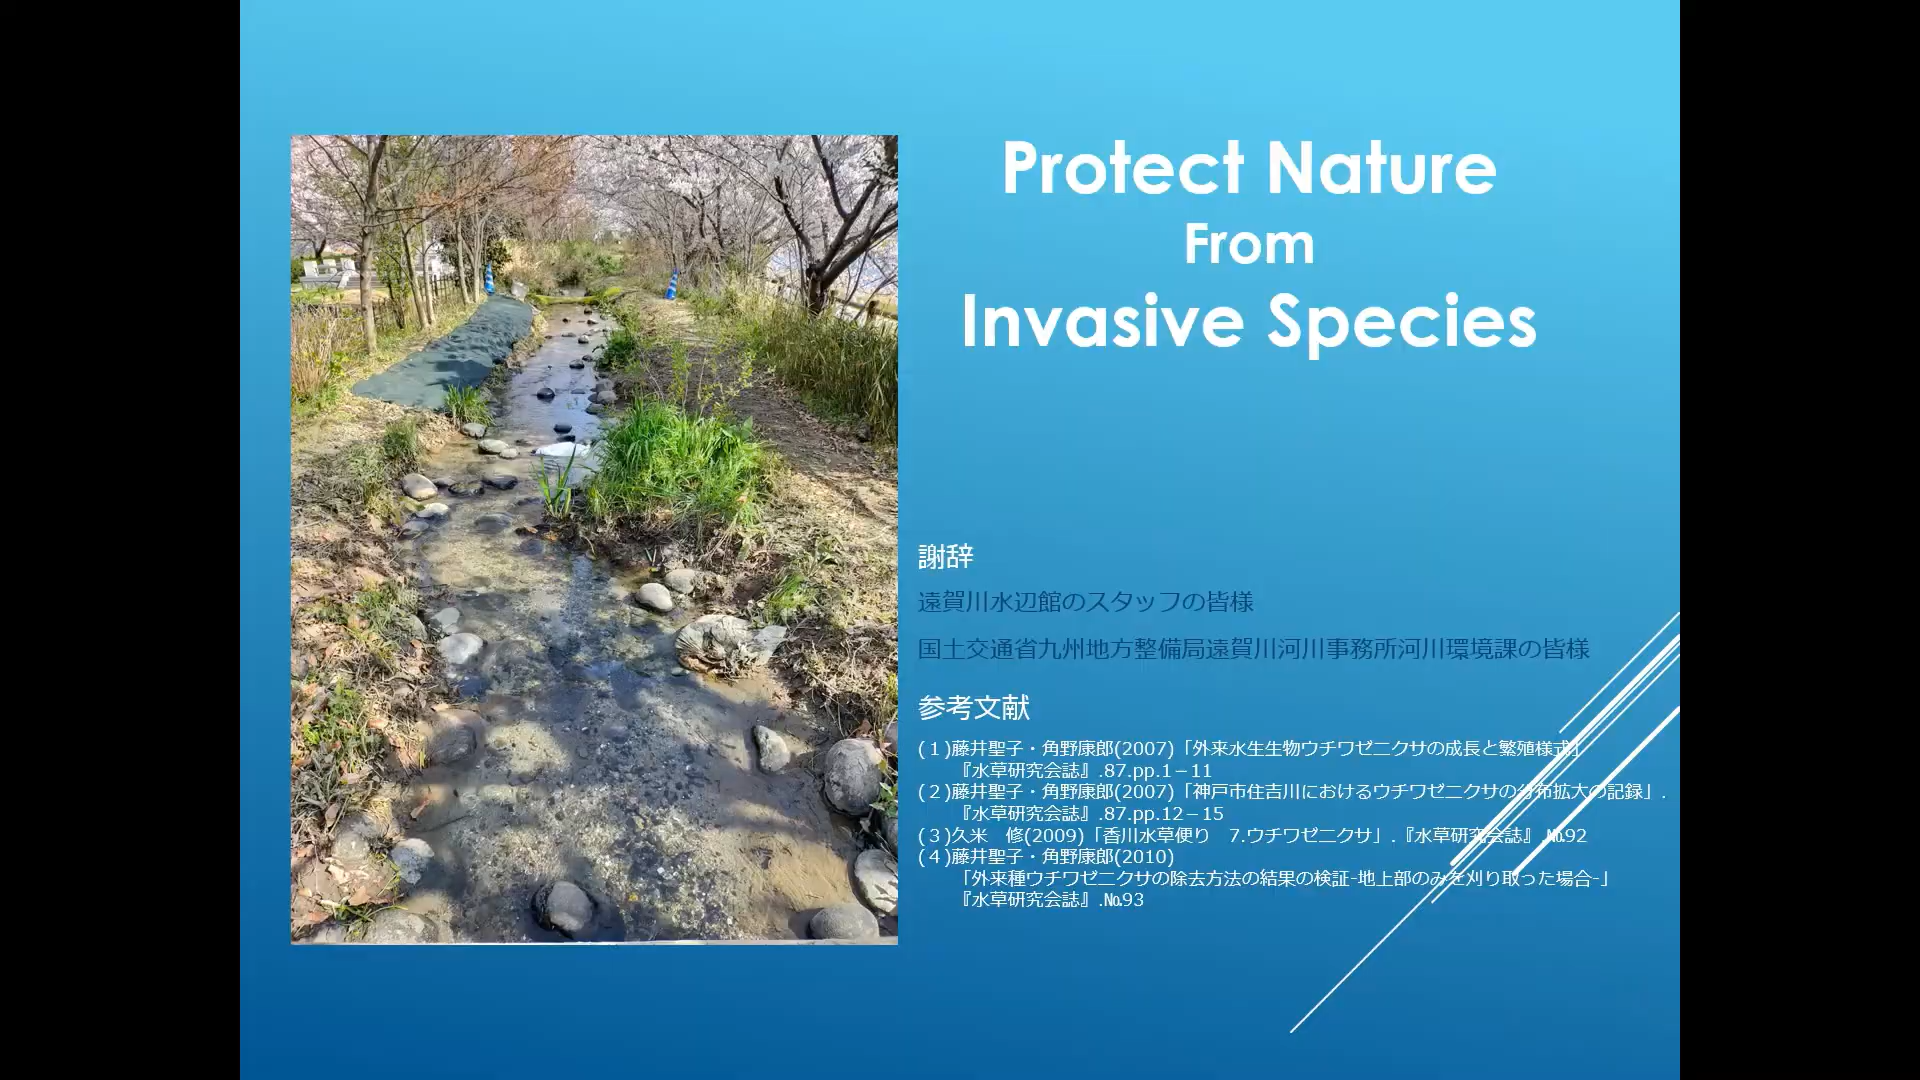 Protect Nature
From
Invasive Species
謝辞
遠賀川水辺館のスタッフの皆様
国土交通省九州地方整備局遠賀川河川事務所河川環境課の皆様
参考文献
(１)藤井聖子・角野康郎(2007)「外来水生生物ウチワゼニクサの成長と繁殖様式」
『水草研究会誌』.87.pp.1－11
(２)藤井聖子・角野康郎(2007)「神戸市住吉川におけるウチワゼニクサの分布拡大の記録」.
『水草研究会誌』.87.pp.12－15
(３)久米　修(2009)「香川水草便り　7.ウチワゼニクサ」.『水草研究会誌』.№92
(４)藤井聖子・角野康郎(2010)
「外来種ウチワゼニクサの除去方法の結果の検証-地上部のみを刈り取った場合-」
『水草研究会誌』.№93